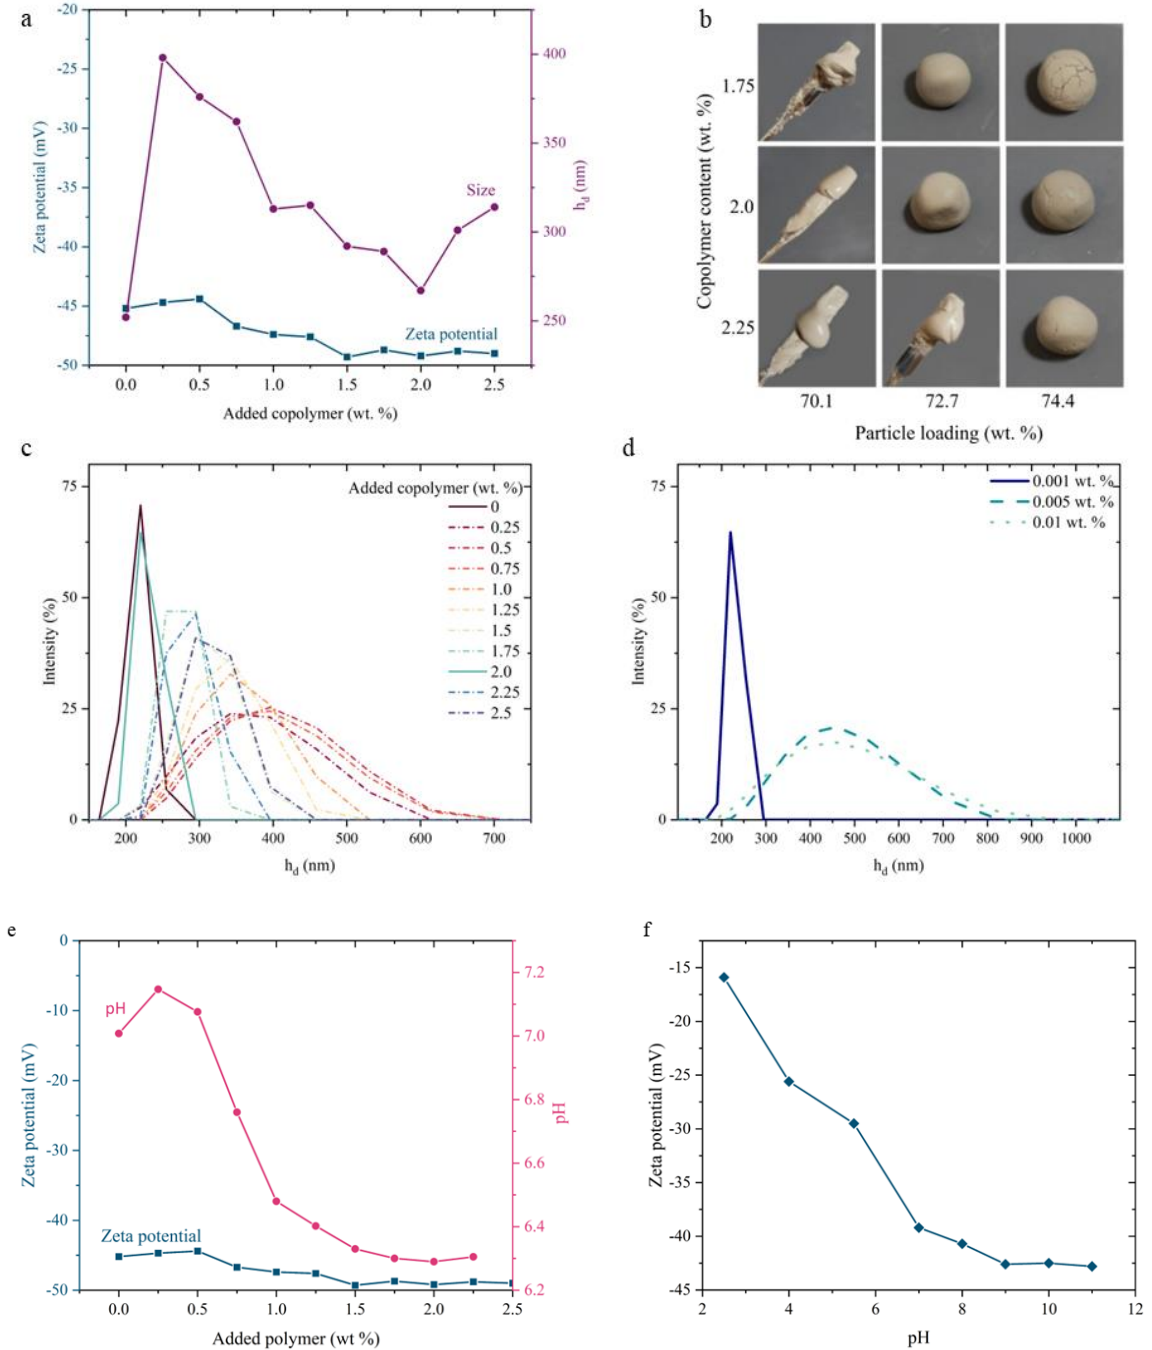 a
-20
-25
-30
-35
-40
-45
-50
Zeta potential (mV)
400
350
300
250
h_d (nm)
Size
Zeta potential
0.0 0.5 1.0 1.5 2.0 2.5
Added copolymer (wt. %)
b
Copolymer content (wt. %)
1.75
2.0
2.25
70.1 72.7 74.4
Particle loading (wt. %)
c
75
50
25
0
Intensity (%)
Added copolymer (wt. %)
0
0.25
0.5
0.75
1.0
1.25
1.5
1.75
2.0
2.25
2.5
200 300 400 500 600 700
h_d (nm)
d
75
50
25
0
Intensity (%)
0.001 wt. %
0.005 wt. %
0.01 wt. %
200 300 400 500 600 700 800 900 1000
h_d (nm)
e
0
-10
-20
-30
-40
-50
Zeta potential (mV)
7.2
7.0
6.8
6.6
6.4
6.2
pH
pH
Zeta potential
0.0 0.5 1.0 1.5 2.0 2.5
Added polymer (wt %)
f
-15
-20
-25
-30
-35
-40
-45
Zeta potential (mV)
2 4 6 8 10 12
pH